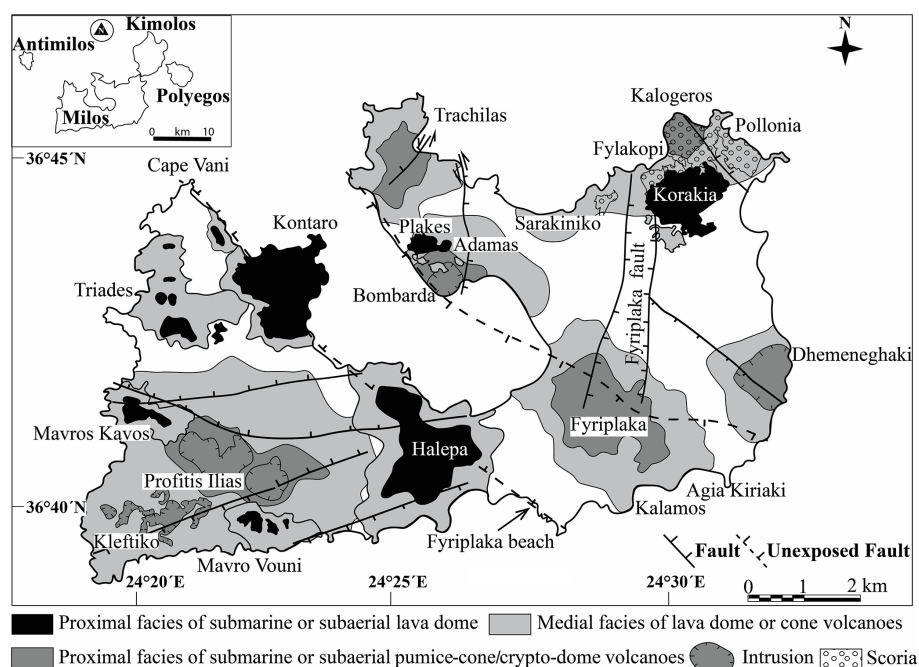 Kimolos
Antimilos
Polyegos
Milos
0 km 10
N
Kalogeros
Trachilas
Pollonia
36°45´N
Fylakopi
Cape Vani
Korakia
Kontaro
Plakes
Sarakiniko
Adamas
Triades
Bombarda
Fyriplaka fault
Dhemeneghaki
Mavros Kavos
Fyriplaka
Halepa
Profitis Ilias
Agia Kiriaki
36°40´N
Kalamos
Kleftiko
Fyriplaka beach
Mavro Vouni
Fault
Unexposed Fault
24°20´E
24°25´E
24°30´E
0 1 2 km
Proximal facies of submarine or subaerial lava dome
Medial facies of lava dome or cone volcanoes
Proximal facies of submarine or subaerial pumice-cone/crypto-dome volcanoes
Intrusion
Scoria